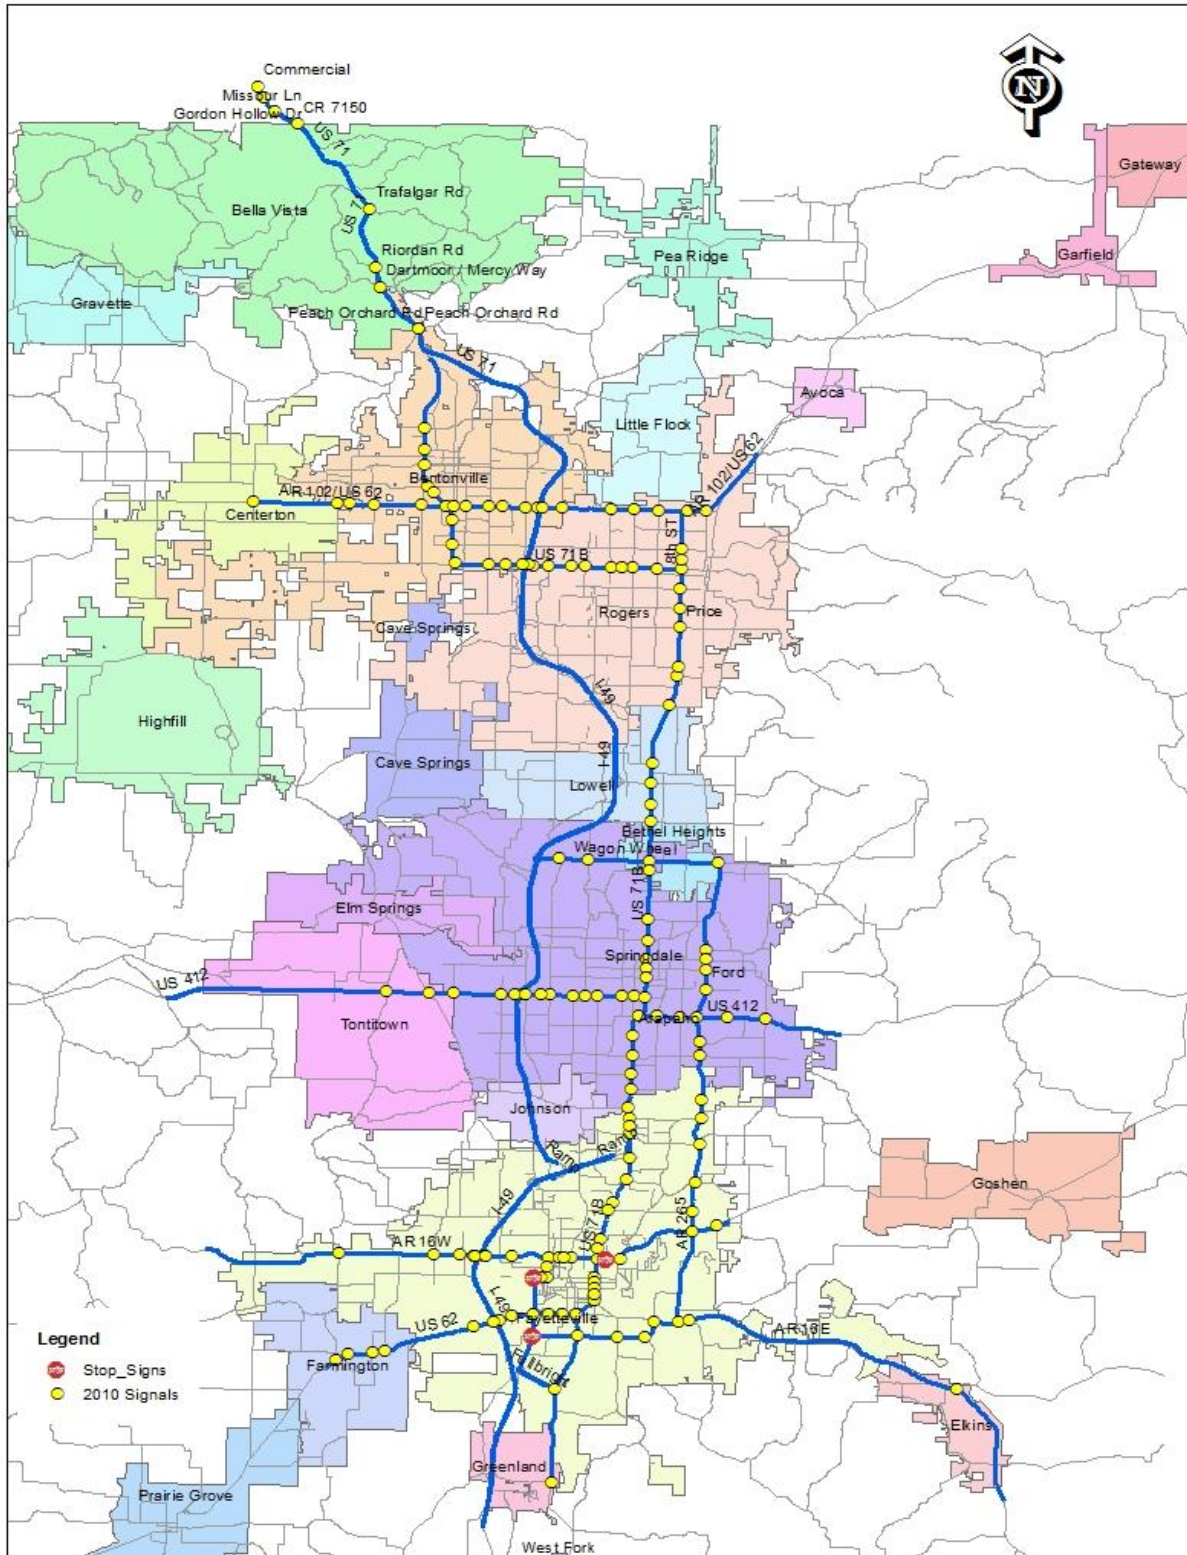 Commercial
Missour Ln
CR 7150
Gordon Hollow Dr
N
US 71
Gateway
Trafalgar Rd
Bella Vista
US 7
Riordan Rd
Garfield
Pea Ridge
Dartmoor / Mercy Way
Gravette
Peach Orchard Rd
Peach Orchard Rd
US 71
Avoca
Little Flock
AR 102/US 62
Bentonville
AR 102/US 62
Centerton
8th ST
US 71B
Rogers
Price
Cave Springs
I-49
Highfill
I-49
Cave Springs
Lowell
Bethel Heights
Wagon Wheel
US 71B
Elm Springs
Springdale
Ford
US 412
US 412
Tontitown
Johnson
Ramp
Ramp
Goshen
I-49
US 71B
AR 265
AR 16W
I-49
Fayetteville
US 62
AR 16E
Legend
Stop_Signs
2010 Signals
Farmington
Fulbright
Elkins
Greenland
Prairie Grove
West Fork